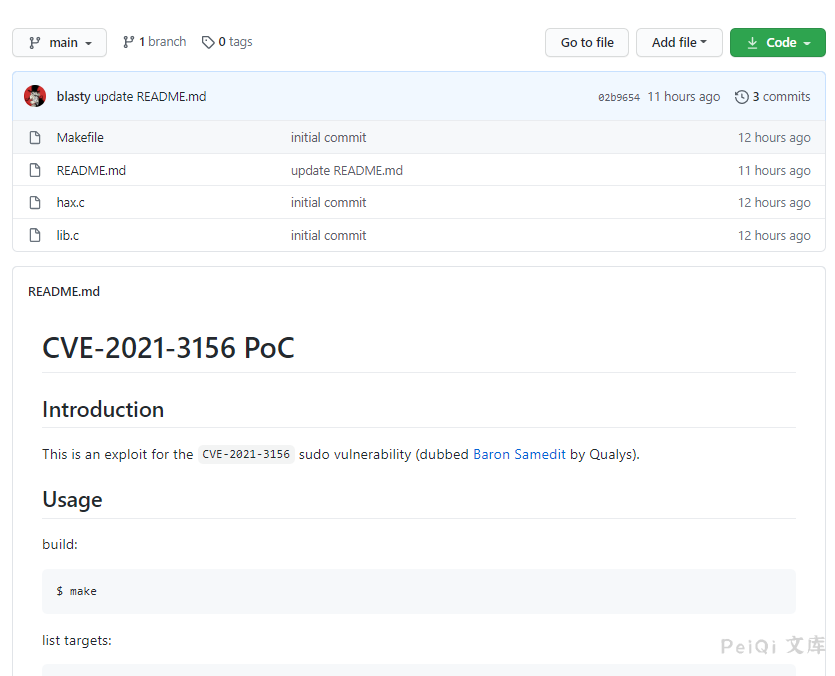 main 1 branch 0 tags Go to file Add file Code
blasty update README.md 02b9654 11 hours ago 3 commits
Makefile initial commit 12 hours ago
README.md update README.md 11 hours ago
hax.c initial commit 12 hours ago
lib.c initial commit 12 hours ago
README.md
CVE-2021-3156 PoC
Introduction
This is an exploit for the CVE-2021-3156 sudo vulnerability (dubbed Baron Samedit by Qualys).
Usage
build:
$ make
list targets:
PeiQi 文库